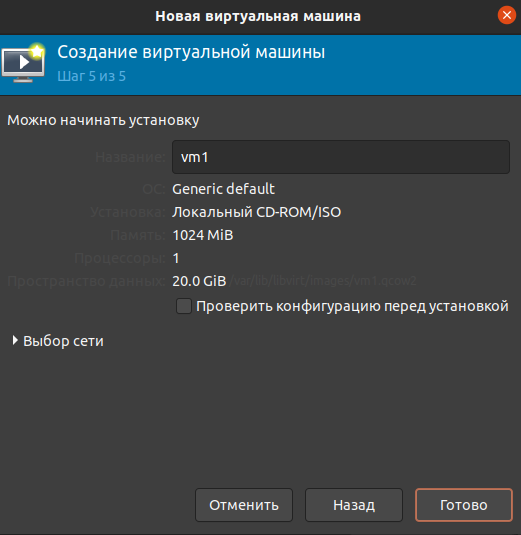 Новая виртуальная машина
Создание виртуальной машины
Шаг 5 из 5
Можно начинать установку
Название: vm1
ОС: Generic default
Установка: Локальный CD-ROM/ISO
Память: 1024 MiB
Процессоры: 1
Пространство данных: 20.0 GiB /var/lib/libvirt/images/vm1.qcow2
Проверить конфигурацию перед установкой
Выбор сети
Отменить Назад Готово